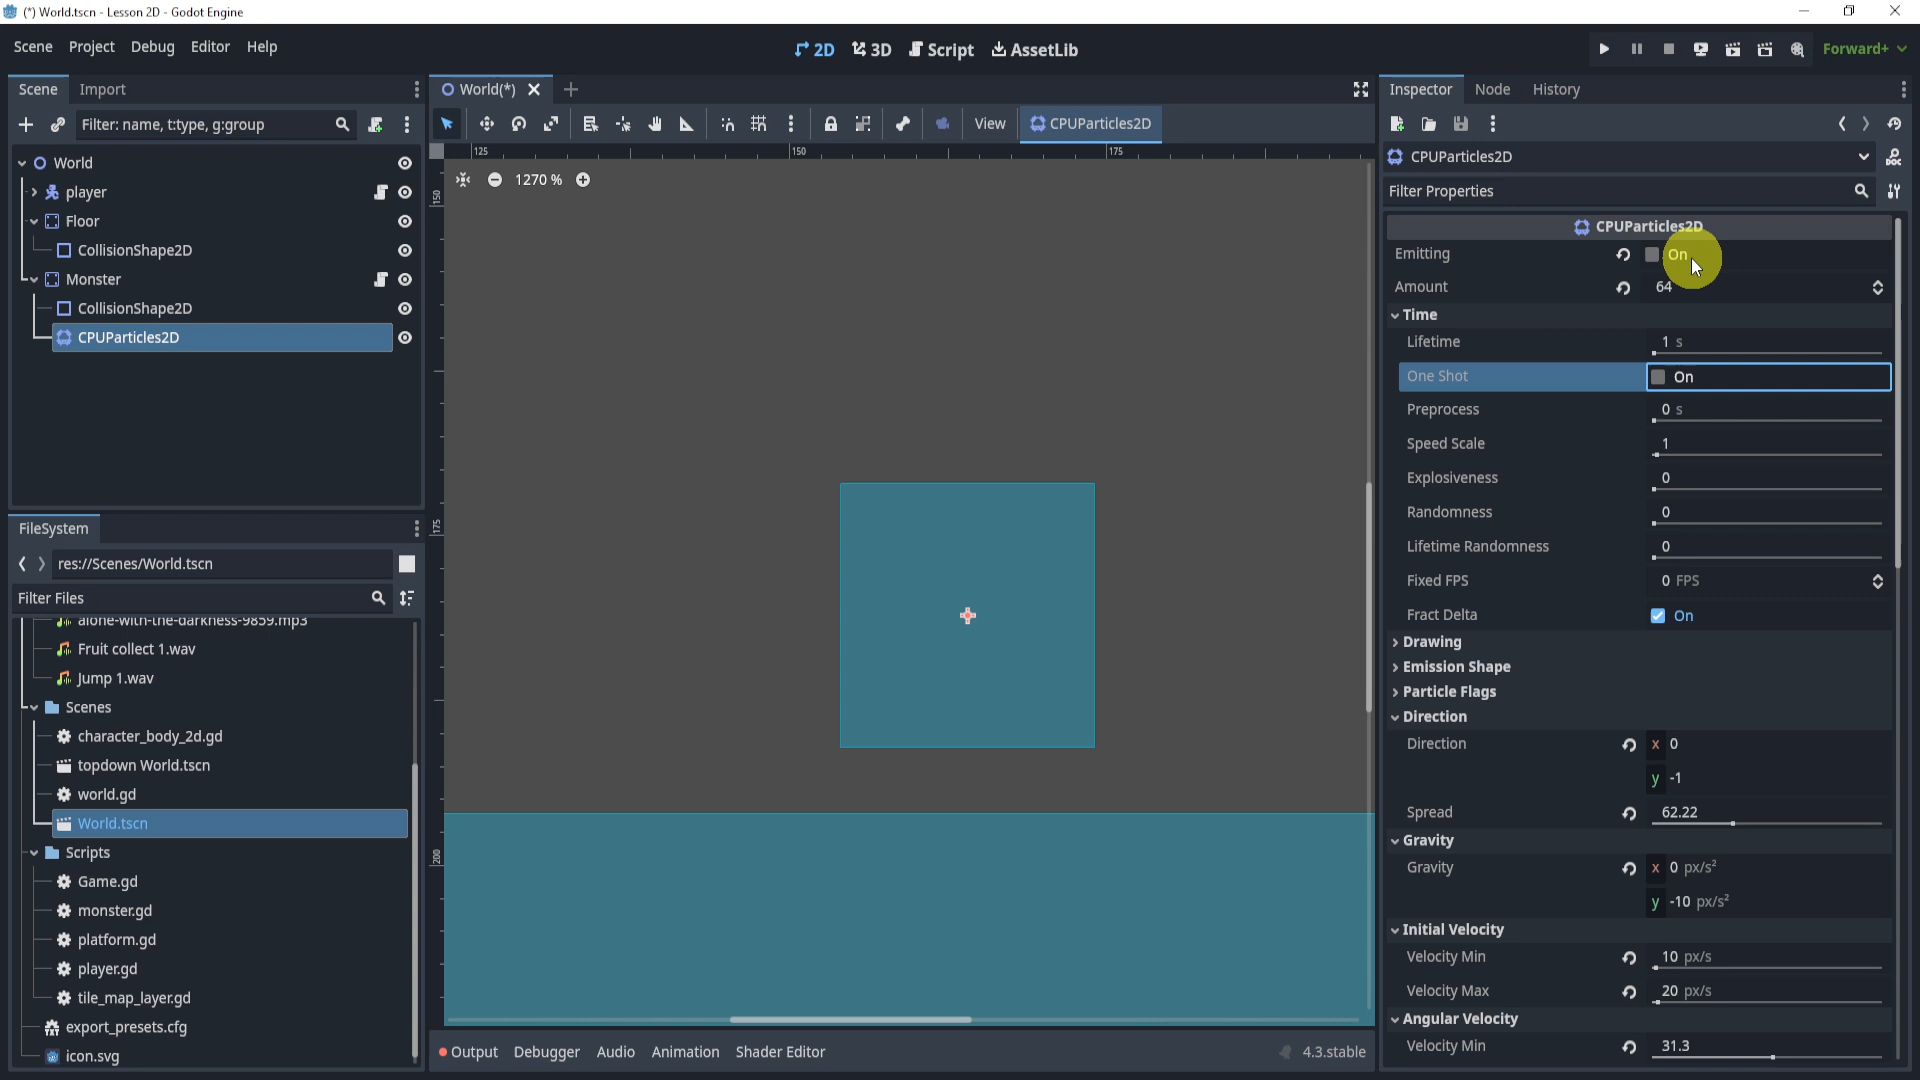 (*) World.tscn - Lesson 2D - Godot Engine
Scene Project Debug Editor Help
2D 3D Script AssetLib
Forward+
Scene Import
Filter: name, t:type, g:group
World
player
Floor
CollisionShape2D
Monster
CollisionShape2D
CPUParticles2D
FileSystem
res://Scenes/World.tscn
Filter Files
alone-with-the-darkness-9859.mp3
Fruit collect 1.wav
Jump 1.wav
Scenes
character_body_2d.gd
topdown World.tscn
world.gd
World.tscn
Scripts
Game.gd
monster.gd
platform.gd
player.gd
tile_map_layer.gd
export_presets.cfg
icon.svg
World(*)
View CPUParticles2D
125 150 175
1270 %
150
175
200
Output Debugger Audio Animation Shader Editor 4.3.stable
Inspector Node History
CPUParticles2D
Filter Properties
CPUParticles2D
Emitting On
Amount 64
Time
Lifetime 1 s
One Shot On
Preprocess 0 s
Speed Scale 1
Explosiveness 0
Randomness 0
Lifetime Randomness 0
Fixed FPS 0 FPS
Fract Delta On
Drawing
Emission Shape
Particle Flags
Direction
Direction x 0
y -1
Spread 62.22
Gravity
Gravity x 0 px/s²
y -10 px/s²
Initial Velocity
Velocity Min 10 px/s
Velocity Max 20 px/s
Angular Velocity
Velocity Min 31.3